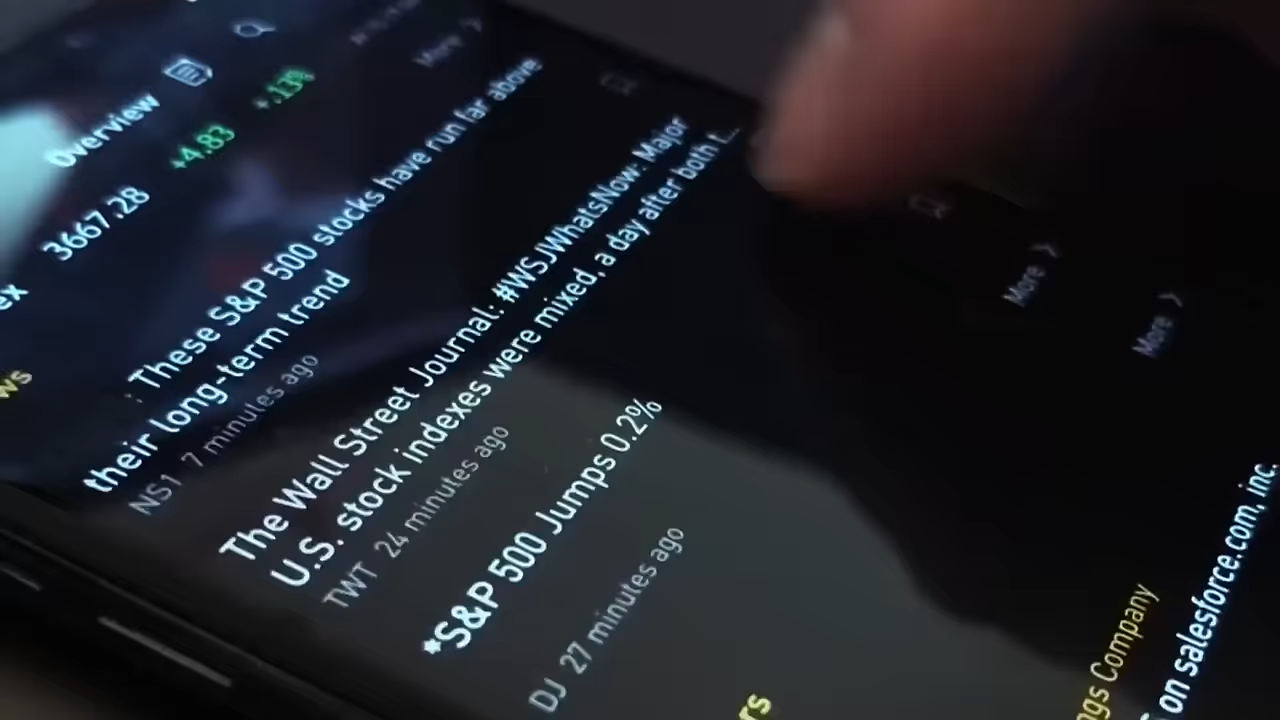 Overview
3667.28 +4.83 +.13%
More
These S&P 500 stocks have run far above
their long-term trend
NS1 7 minutes ago
The Wall Street Journal: #WSJWhatsNow: Major
U.S. stock indexes were mixed, a day after both t...
TWT 24 minutes ago
*S&P 500 Jumps 0.2%
DJ 27 minutes ago
More
More
Company
on salesforce.com, inc.